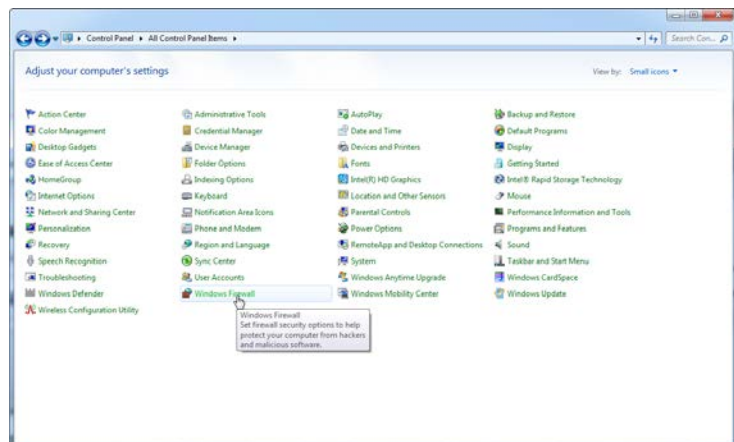 Control Panel All Control Panel Items Search Con...
Adjust your computer's settings View by: Small icons
Action Center Administrative Tools AutoPlay Backup and Restore
Color Management Credential Manager Date and Time Default Programs
Desktop Gadgets Device Manager Devices and Printers Display
Ease of Access Center Folder Options Fonts Getting Started
HomeGroup Indexing Options Intel(R) HD Graphics Intel® Rapid Storage Technology
Internet Options Keyboard Location and Other Sensors Mouse
Network and Sharing Center Notification Area Icons Parental Controls Performance Information and Tools
Personalization Phone and Modem Power Options Programs and Features
Recovery Region and Language RemoteApp and Desktop Connections Sound
Speech Recognition Sync Center System Taskbar and Start Menu
Troubleshooting User Accounts Windows Anytime Upgrade Windows CardSpace
Windows Defender Windows Firewall Windows Mobility Center Windows Update
Wireless Configuration Utility
Windows Firewall
Set firewall security options to help
protect your computer from hackers
and malicious software.